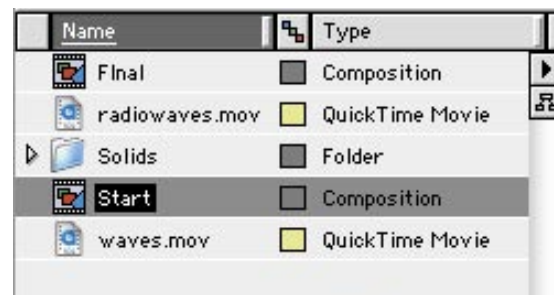 Name Type
FInal Composition
radiowaves.mov QuickTime Movie
Solids Folder
Start Composition
waves.mov QuickTime Movie